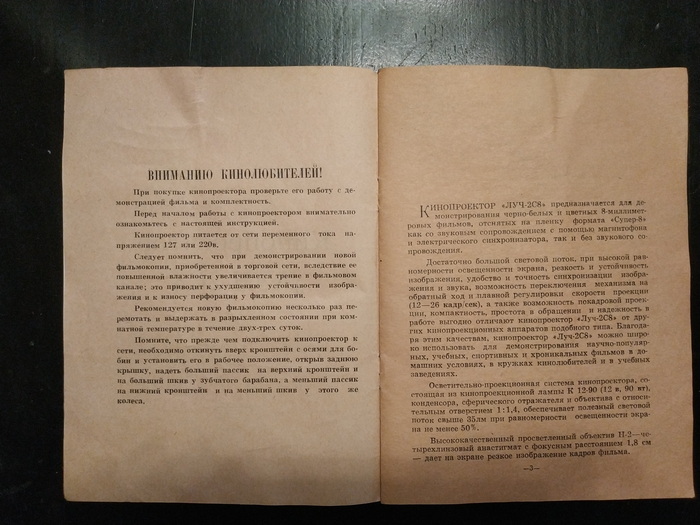 ВНИМАНИЮ КИНОЛЮБИТЕЛЕЙ!
При покупке кинопроектора проверьте его работу с де-
монстрацией фильма и комплектность.
Перед началом работы с кинопроектором внимательно
ознакомьтесь с настоящей инструкцией.
Кинопроектор питается от сети переменного тока на-
пряжением 127 или 220в.
Следует помнить, что при демонстрировании новой
фильмокопии, приобретенной в торговой сети, вследствие ее
повышенной влажности увеличивается трение в фильмовом
канале; это приводит к ухудшению устойчивости изобра-
жения и к износу перфорации у фильмокопии.
Рекомендуется новую фильмокопию несколько раз пе-
ремотать и выдержать в разрыхленном состоянии при ком-
натной температуре в течение двух-трех суток.
Помните, что прежде чем подключить кинопроектор к
сети, необходимо откинуть вверх кронштейн с осями для бо-
бин и установить его в рабочее положение, открыв заднюю
крышку, надеть большой пассик на верхний кронштейн и
на большой шкив у зубчатого барабана, а меньший пассик
на нижний кронштейн и на меньший шкив у этого же
колеса.
КИНОПРОЕКТОР «ЛУЧ-2С8» предназначается для де-
монстрирования черно-белых и цветных 8-миллимет-
ровых фильмов, отснятых на пленку формата «Супер-8»
как со звуковым сопровождением с помощью магнитофона
и электрического синхронизатора, так и без звукового со-
провождения.
Достаточно большой световой поток, при высокой рав-
номерности освещенности экрана, резкость и устойчивость
изображения, удобство и точность синхронизации изобра-
жения и звука, возможность переключения механизма на
обратный ход и плавной регулировки скорости проекции
(12—26 кадр/сек), а также возможность покадровой проек-
ции, компактность, простота в обращении и надежность в
работе выгодно отличают кинопроектор «Луч-2С8» от дру-
гих кинопроекционных аппаратов подобного типа. Благода-
ря этим качествам, кинопроектор «Луч-2С8» можно широ-
ко использовать для демонстрирования научно-популяр-
ных, учебных, спортивных и хроникальных фильмов в до-
машних условиях, в кружках кинолюбителей и в учебных
заведениях.
Осветительно-проекционная система кинопроектора, со-
стоящая из кинопроекционной лампы К 12-90 (12 в, 90 вт),
конденсора, сферического отражателя и объектива с относи-
тельным отверстием 1:1,4, обеспечивает полезный световой
поток свыше 35лм при равномерности освещенности экра-
на не менее 50%.
Высококачественный просветленный объектив П-2—че-
тырехлинзовый анастигмат с фокусным расстоянием 1,8 см
— дает на экране резкое изображение кадров фильма.
—3—